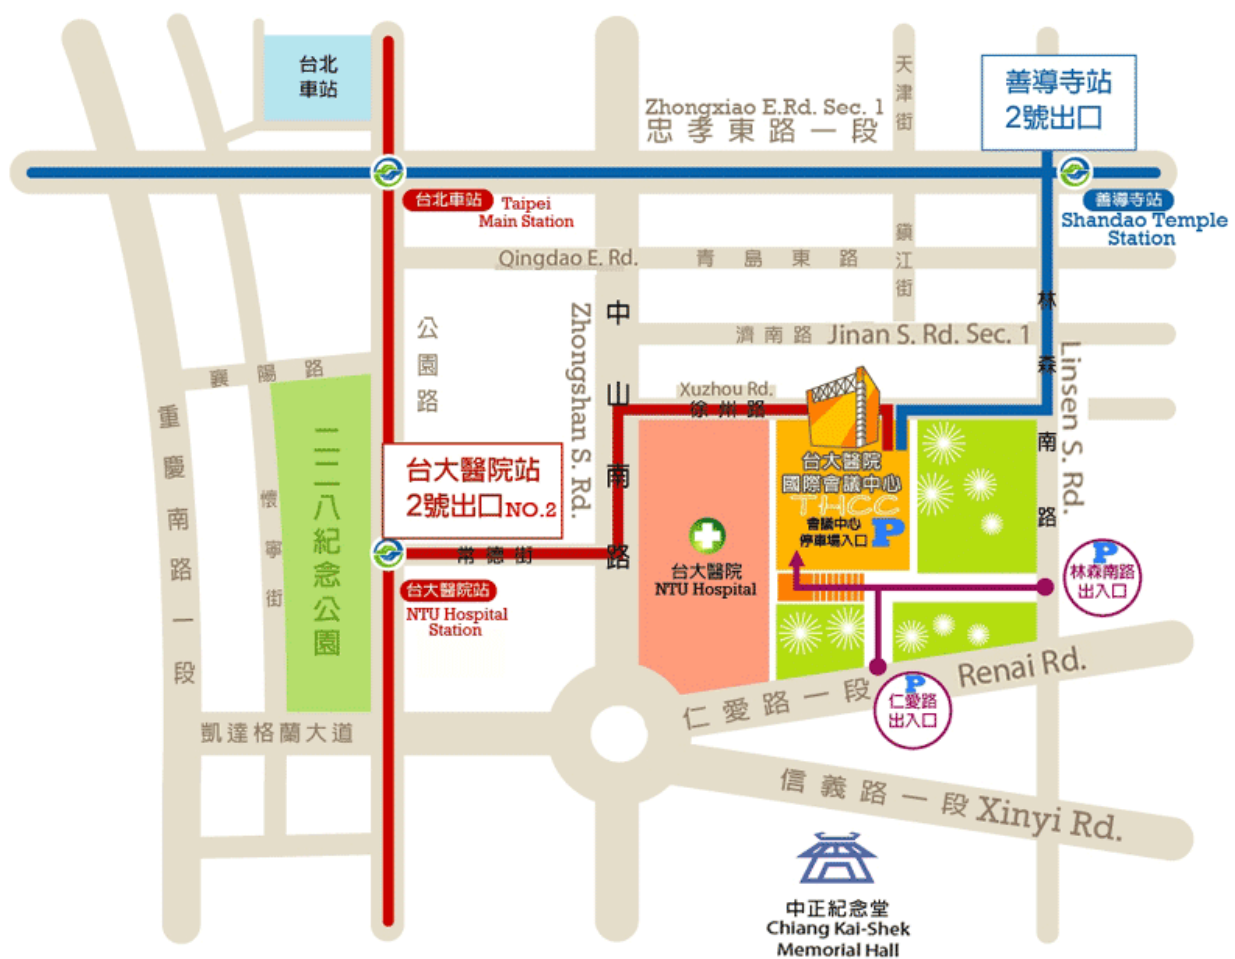 台北
車站
天津街
善導寺站
2號出口
Zhongxiao E.Rd. Sec. 1
忠孝東路一段
台北車站
Taipei
Main Station
善導寺站
Shandao Temple
Station
Qingdao E. Rd.
青島東路
鎮江街
公園路
Zhongshan S. Rd.
中山南路
濟南路 Jinan S. Rd. Sec. 1
林森南路
Linsen S. Rd.
襄陽路
Xuzhou Rd.
徐州路
重慶南路一段
懷寧街
二二八紀念公園
台大醫院站
2號出口NO.2
常德街
台大醫院
國際會議中心
THCC
會議中心
停車場入口
P
台大醫院
NTU Hospital
台大醫院站
NTU Hospital
Station
P
林森南路
出入口
P
仁愛路
出入口
仁愛路一段 Renai Rd.
凱達格蘭大道
信義路一段 Xinyi Rd.
中正紀念堂
Chiang Kai-Shek
Memorial Hall